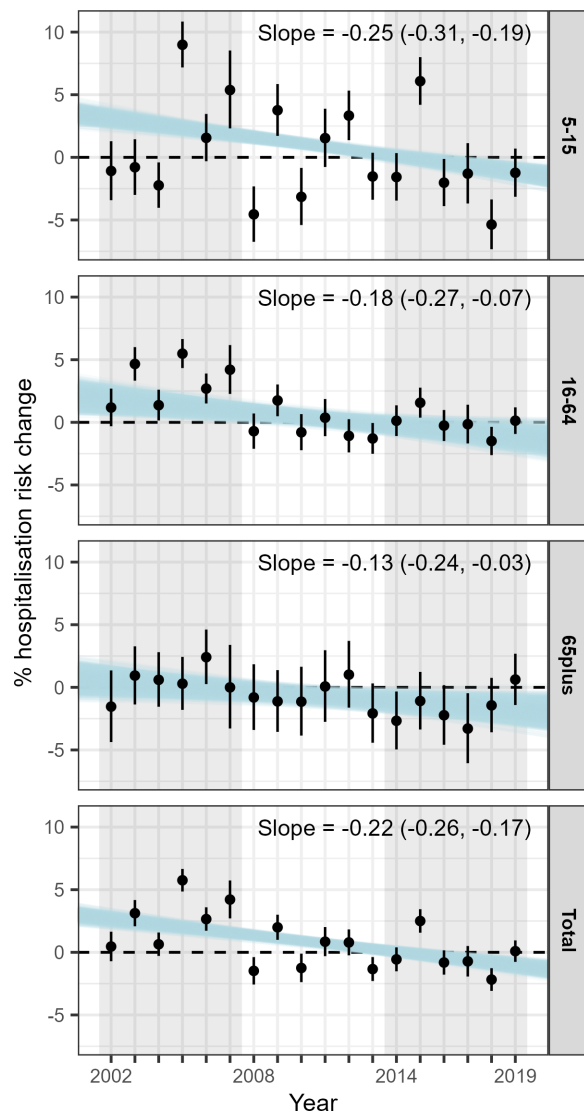 % hospitalisation risk change
Slope = -0.25 (-0.31, -0.19)
10
5
0
-5
5-15
Slope = -0.18 (-0.27, -0.07)
10
5
0
-5
16-64
Slope = -0.13 (-0.24, -0.03)
10
5
0
-5
65plus
Slope = -0.22 (-0.26, -0.17)
10
5
0
-5
Total
2002 2008 2014 2019
Year